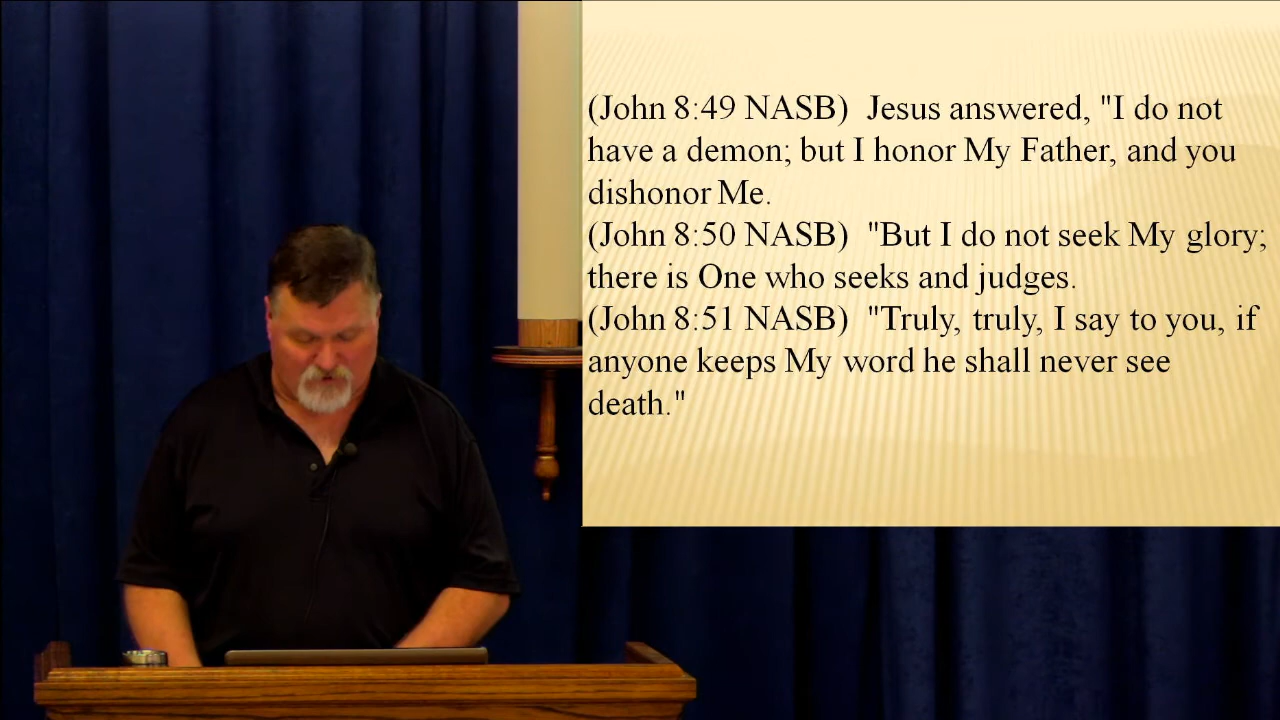 (John 8:49 NASB)  Jesus answered, "I do not
have a demon; but I honor My Father, and you
dishonor Me.
(John 8:50 NASB)  "But I do not seek My glory;
there is One who seeks and judges.
(John 8:51 NASB)  "Truly, truly, I say to you, if
anyone keeps My word he shall never see
death."